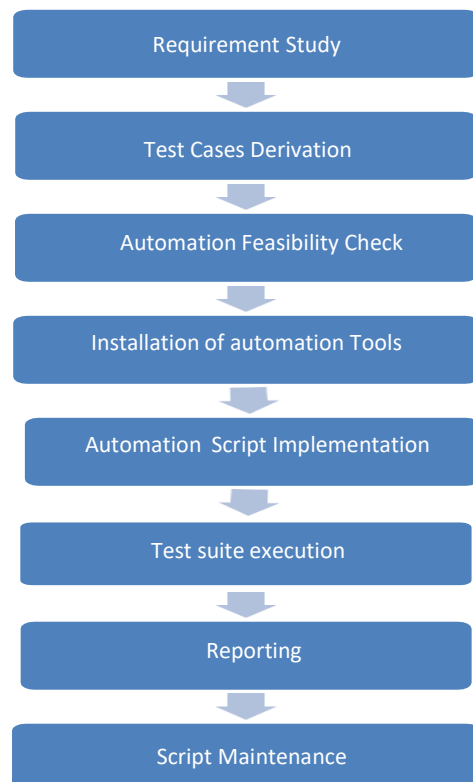 Requirement Study
Test Cases Derivation
Automation Feasibility Check
Installation of automation Tools
Automation  Script Implementation
Test suite execution
Reporting
Script Maintenance